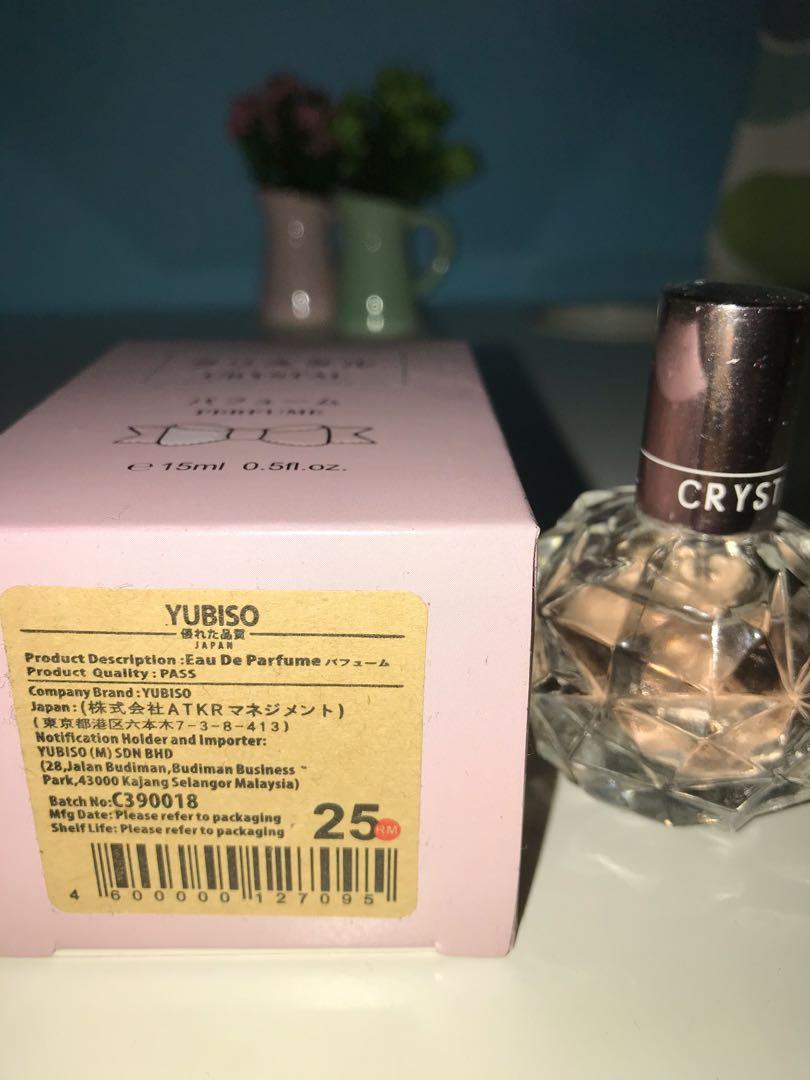 クリスタル
CRYSTAL
パフューム
PERFUME
℮ 15ml 0.5fl.oz.
CRYST
YUBISO
優れた品質
JAPAN
Product Description :Eau De Parfume パフューム
Product Quality : PASS
Company Brand : YUBISO
Japan : (株式会社ATKRマネジメント)
(東京都港区六本木7-3-8-413)
Notification Holder and Importer:
YUBISO (M) SDN BHD
(28,Jalan Budiman,Budiman Business
Park,43000 Kajang Selangor Malaysia)
Batch No:C390018
Mfg Date: Please refer to packaging
Shelf Life: Please refer to packaging
25 RM
4 600000 127095